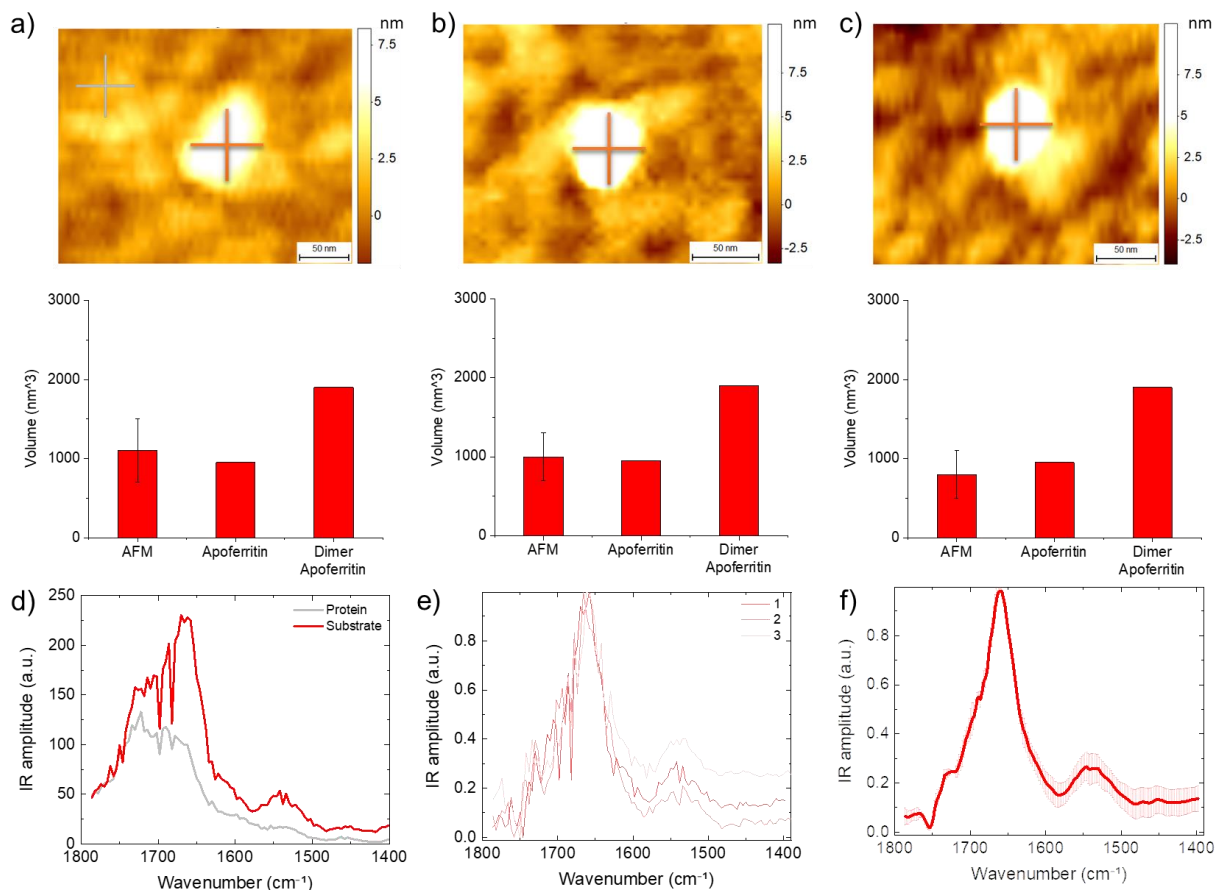 a)
nm
7.5
5
2.5
0
50 nm
b)
nm
7.5
5
2.5
0
-2.5
50 nm
c)
nm
7.5
5
2.5
0
-2.5
50 nm
3000
2000
1000
0
Volume (nm^3)
AFM
Apoferritin
Dimer
Apoferritin
3000
2000
1000
0
Volume (nm^3)
AFM
Apoferritin
Dimer
Apoferritin
3000
2000
1000
0
Volume (nm^3)
AFM
Apoferritin
Dimer
Apoferritin
d)
250
200
150
100
50
0
IR amplitude (a.u.)
Protein
Substrate
1800 1700 1600 1500 1400
Wavenumber (cm⁻¹)
e)
0.8
0.6
0.4
0.2
0.0
IR amplitude (a.u.)
1
2
3
1800 1700 1600 1500 1400
Wavenumber (cm⁻¹)
f)
0.8
0.6
0.4
0.2
0.0
IR amplitude (a.u.)
1800 1700 1600 1500 1400
Wavenumber (cm⁻¹)